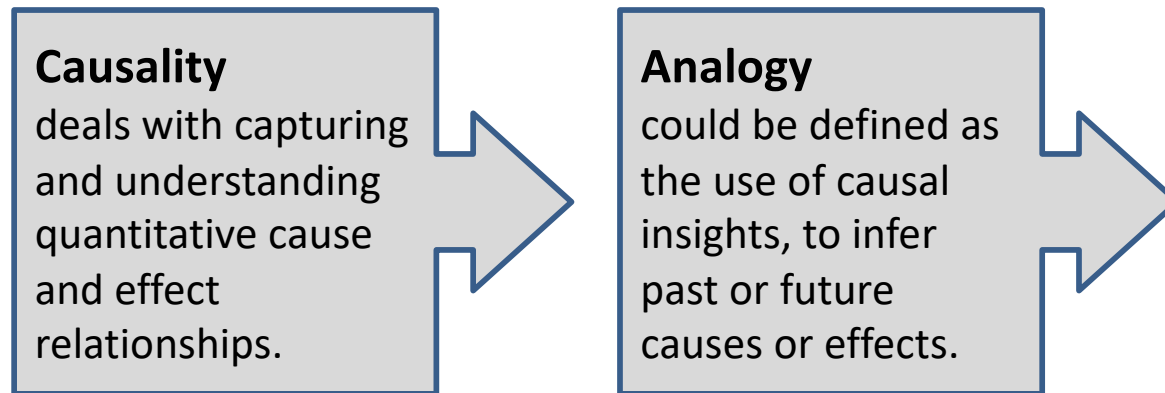 Causality
deals with capturing
and understanding
quantitative cause
and effect
relationships.
Analogy
could be defined as
the use of causal
insights, to infer
past or future
causes or effects.